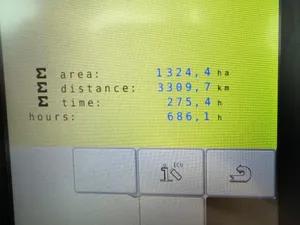 Σ area: 1324,4 ha
Σ distance: 3309,7 km
Σ time: 275,4 h
hours: 686,1 h
ECU
i